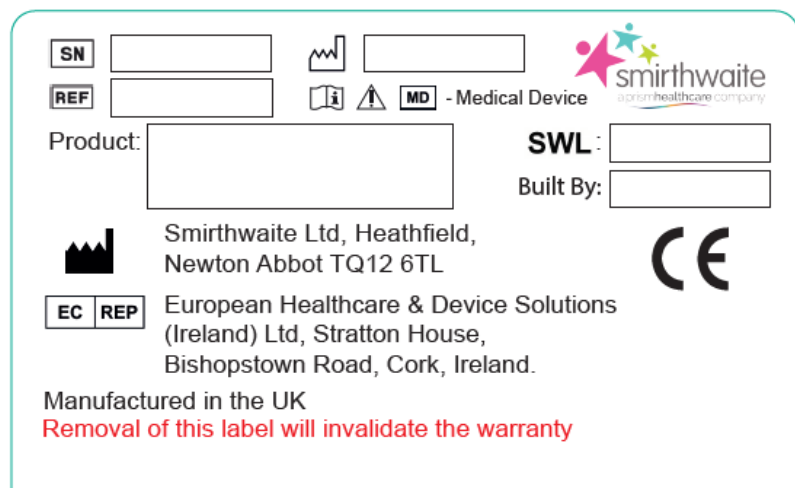 SN
REF
MD - Medical Device
smirthwaite
a prismhealthcare company
Product:
SWL:
Built By:
Smirthwaite Ltd, Heathfield,
Newton Abbot TQ12 6TL
CE
EC REP
European Healthcare & Device Solutions
(Ireland) Ltd, Stratton House,
Bishopstown Road, Cork, Ireland.
Manufactured in the UK
Removal of this label will invalidate the warranty